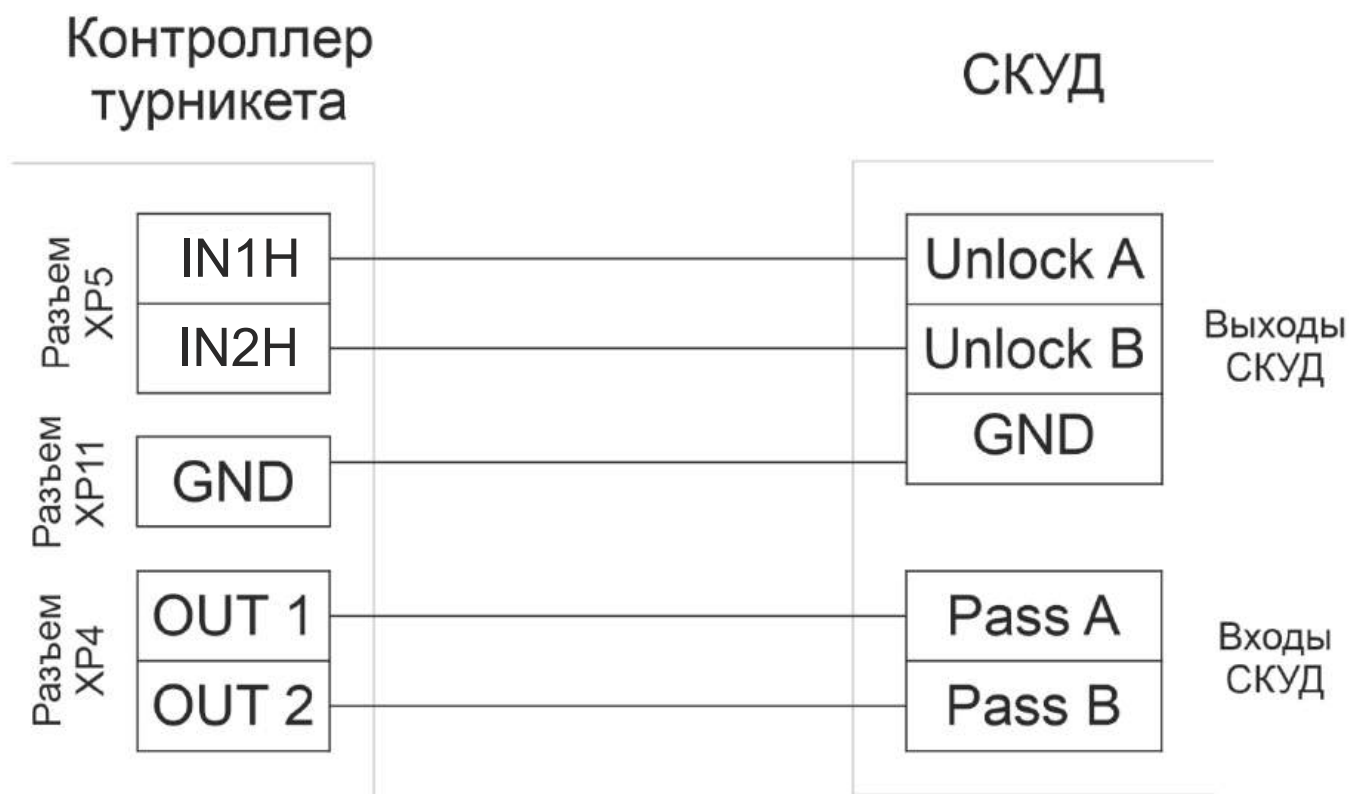 Контроллер
турникета
СКУД
Разъем
XP5
IN1H
IN2H
Unlock A
Unlock B
GND
Выходы
СКУД
Разъем
XP11
GND
Разъем
XP4
OUT 1
OUT 2
Pass A
Pass B
Входы
СКУД